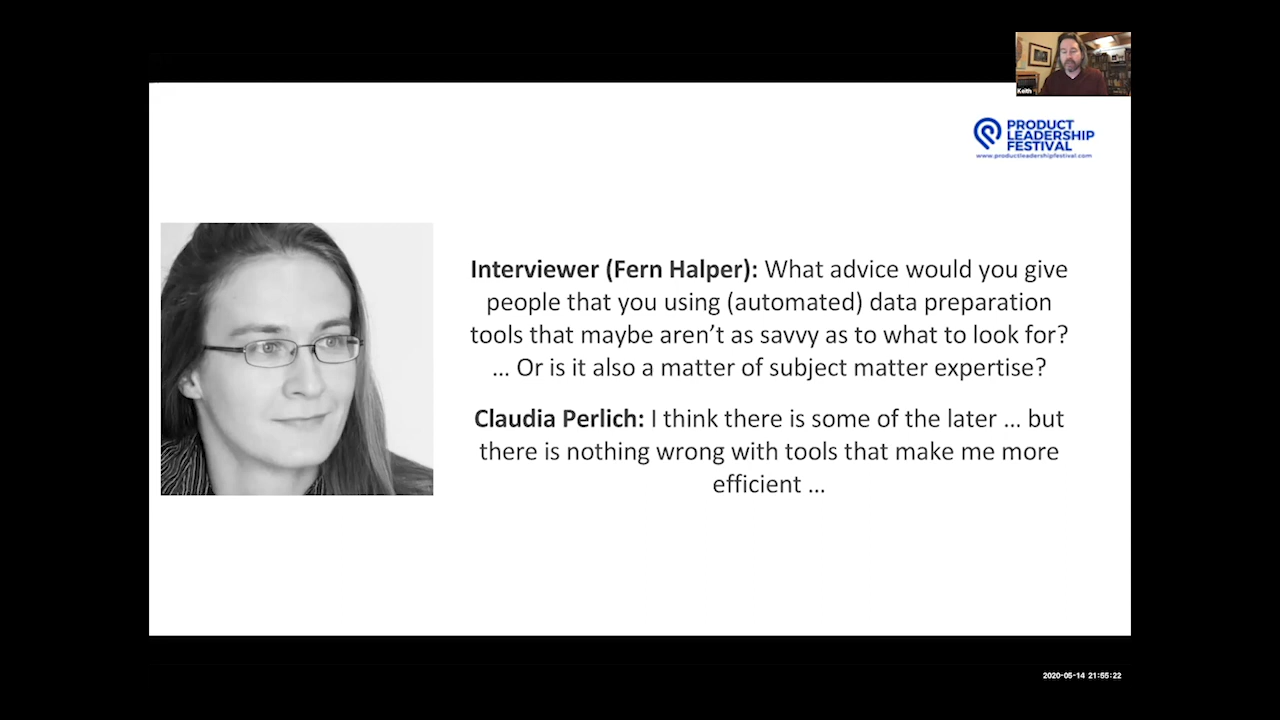 Keith
PRODUCT
LEADERSHIP
FESTIVAL
www.productleadershipfestival.com
Interviewer (Fern Halper): What advice would you give
people that you using (automated) data preparation
tools that maybe aren’t as savvy as to what to look for?
... Or is it also a matter of subject matter expertise?
Claudia Perlich: I think there is some of the later ... but
there is nothing wrong with tools that make me more
efficient ...
2020-05-14 21:55:22